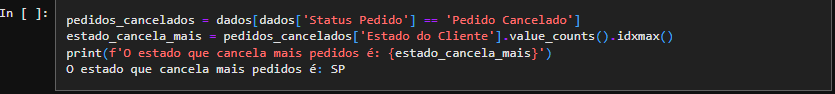 In [ ]:
pedidos_cancelados = dados[dados['Status Pedido'] == 'Pedido Cancelado']
estado_cancela_mais = pedidos_cancelados['Estado do Cliente'].value_counts().idxmax()
print(f'O estado que cancela mais pedidos é: {estado_cancela_mais}')
O estado que cancela mais pedidos é: SP